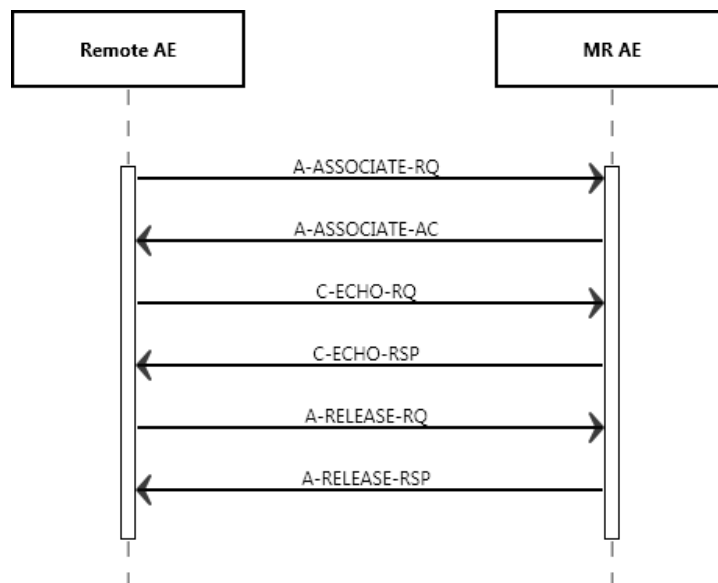 Remote AE
MR AE
A-ASSOCIATE-RQ
A-ASSOCIATE-AC
C-ECHO-RQ
C-ECHO-RSP
A-RELEASE-RQ
A-RELEASE-RSP